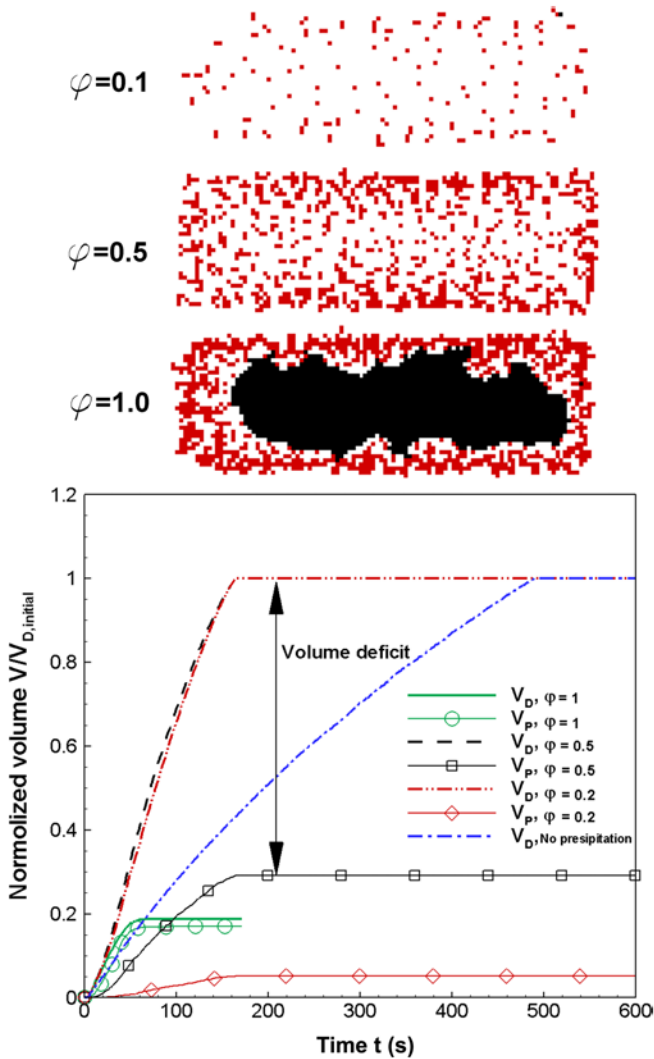 φ=0.1
φ=0.5
φ=1.0
Normolized volume V/V_D,initial
1.2
1
0.8
0.6
0.4
0.2
0
Volume deficit
V_D, φ = 1
V_P, φ = 1
V_D, φ = 0.5
V_P, φ = 0.5
V_D, φ = 0.2
V_P, φ = 0.2
V_D, No presipitation
0 100 200 300 400 500 600
Time t (s)